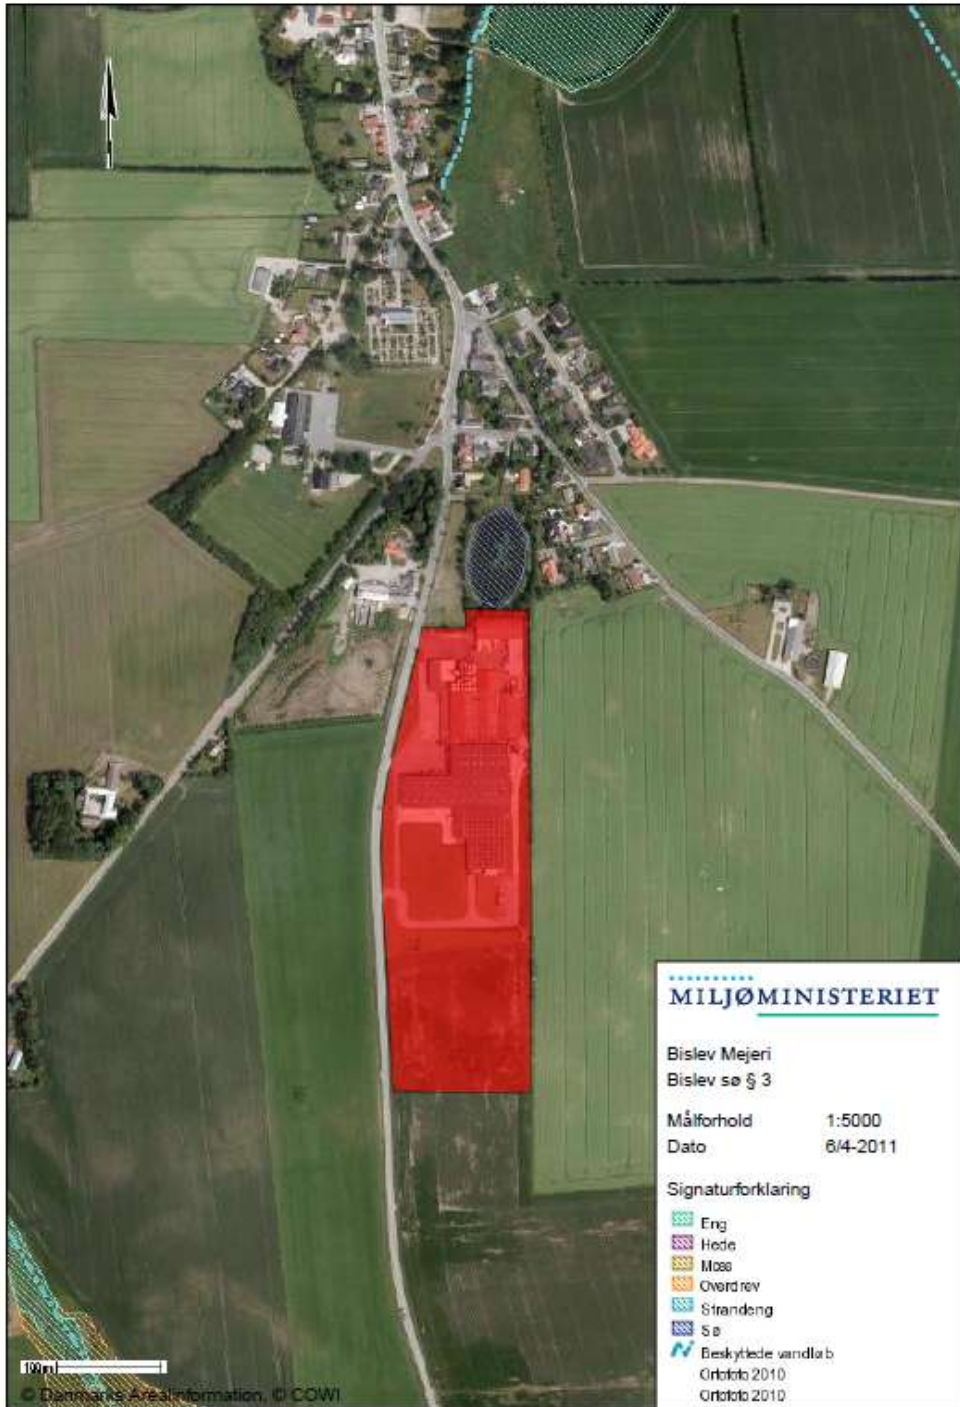 MILJØMINISTERIET
Bislev Mejeri
Bislev sø § 3
Målforhold 1:5000
Dato 6/4-2011
Signaturforklaring
Eng
Hede
Mose
Overdrev
Strandeng
Sø
Beskyttede vandløb
Ortofoto 2010
Ortofoto 2010
100m
© Danmarks Arealinformation, © COWI